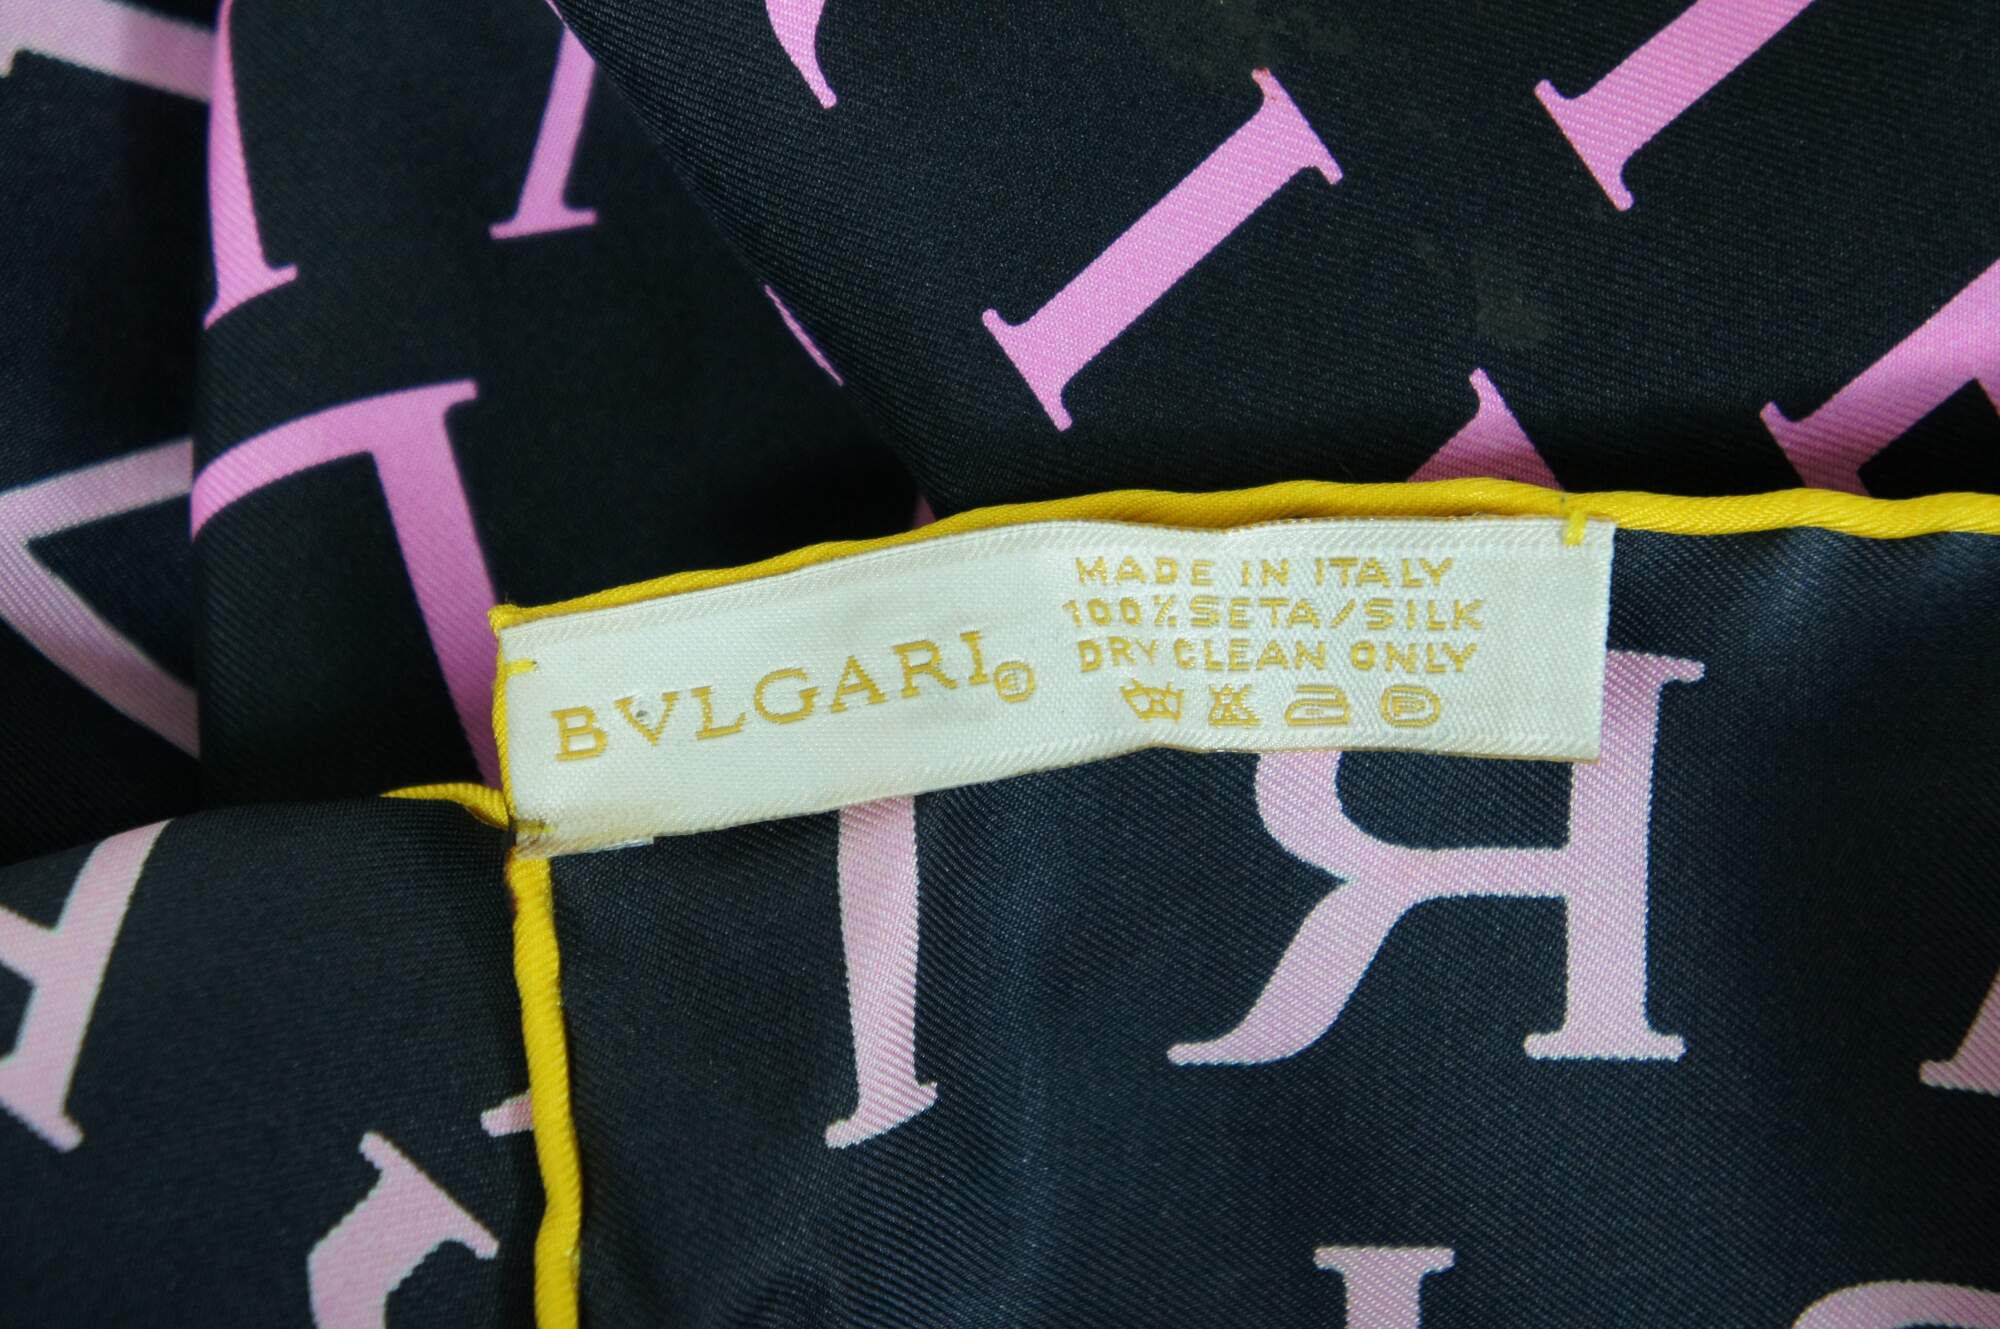 BVLGARI®
MADE IN ITALY
100% SETA/SILK
DRY CLEAN ONLY